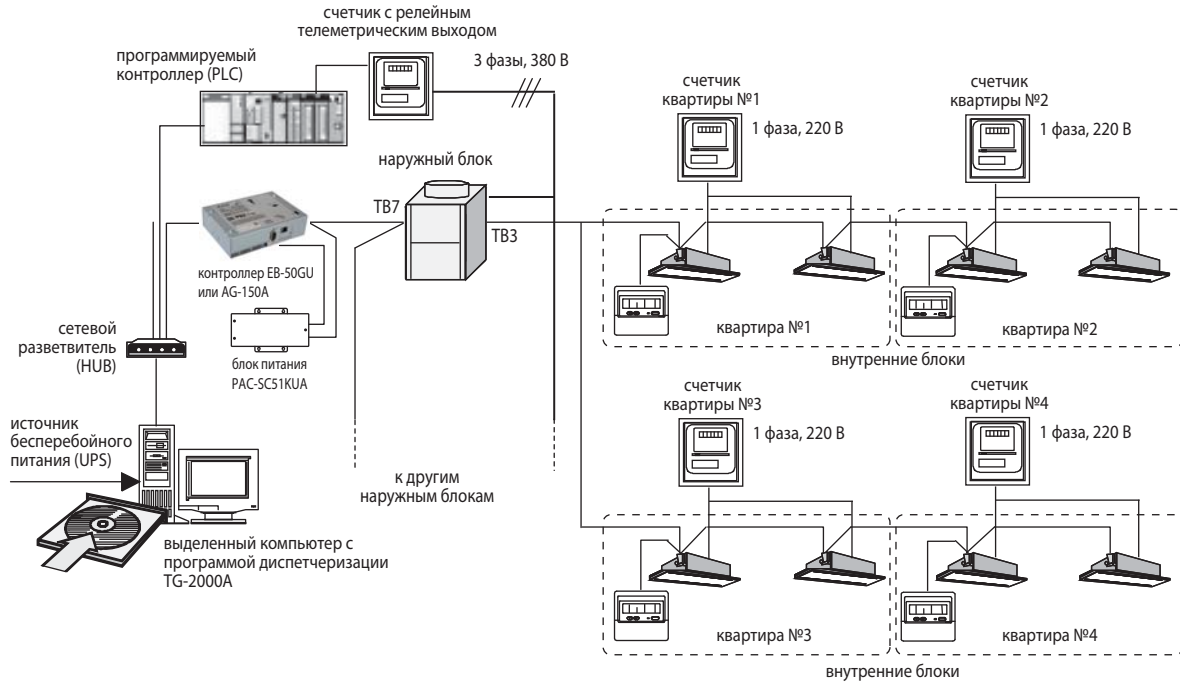 счетчик с релейным
телеметрическим выходом
программируемый
контроллер (PLC)
3 фазы, 380 В
наружный блок
TB7
TB3
контроллер EB-50GU
или AG-150A
сетевой
разветвитель
(HUB)
блок питания
PAC-SC51KUA
источник
бесперебойного
питания (UPS)
к другим
наружным блокам
выделенный компьютер с
программой диспетчеризации
TG-2000A
счетчик
квартиры №1
1 фаза, 220 В
счетчик
квартиры №2
1 фаза, 220 В
квартира №1
квартира №2
внутренние блоки
счетчик
квартиры №3
1 фаза, 220 В
счетчик
квартиры №4
1 фаза, 220 В
квартира №3
квартира №4
внутренние блоки